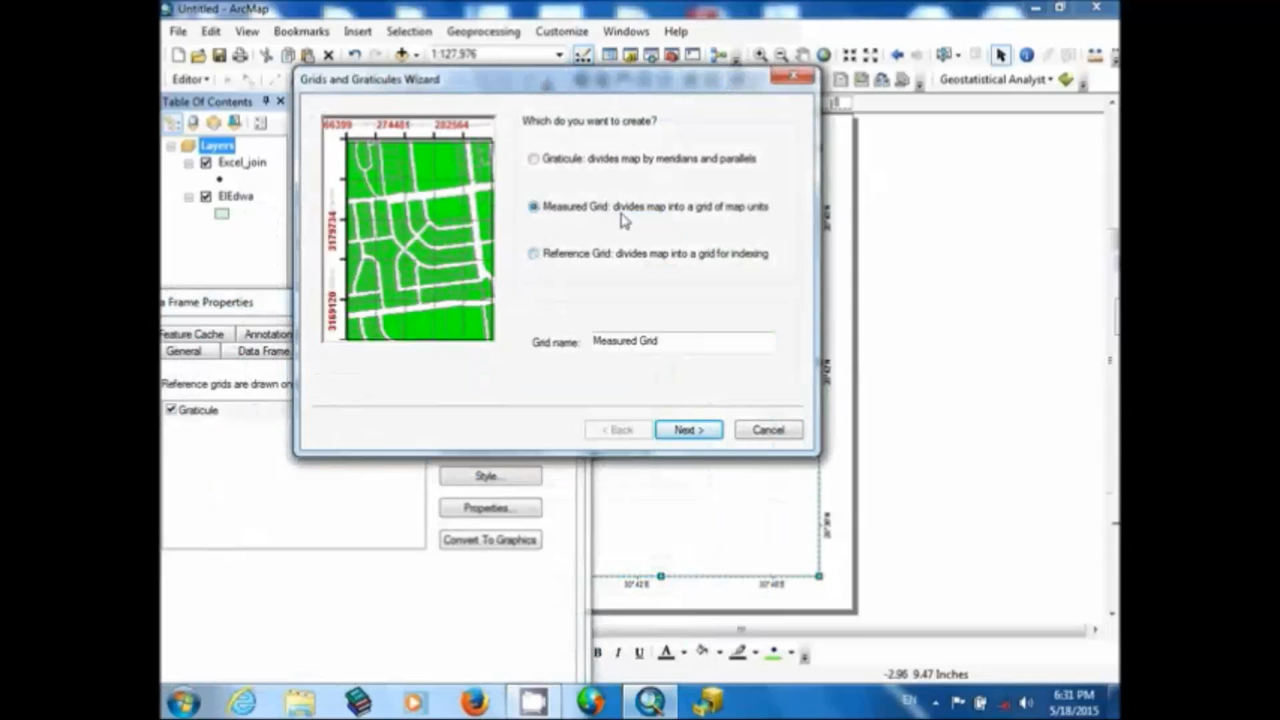 Untitled - ArcMap
File Edit View Bookmarks Insert Selection Geoprocessing Customize Windows Help
1:127,976
Editor
Geostatistical Analyst
Grids and Graticules Wizard
Table Of Contents
Layers
Excel_join
ElEdwa
66399 274481 282564
3179234
3169120
Which do you want to create?
Graticule: divides map by meridians and parallels
Measured Grid: divides map into a grid of map units
Reference Grid: divides map into a grid for indexing
Grid name: Measured Grid
< Back Next > Cancel
a Frame Properties
Feature Cache Annotation
General Data Frame
Reference grids are drawn on
Graticule
Style...
Properties...
Convert To Graphics
B I U A
-2.96 9.47 Inches
EN
6:31 PM
5/18/2015